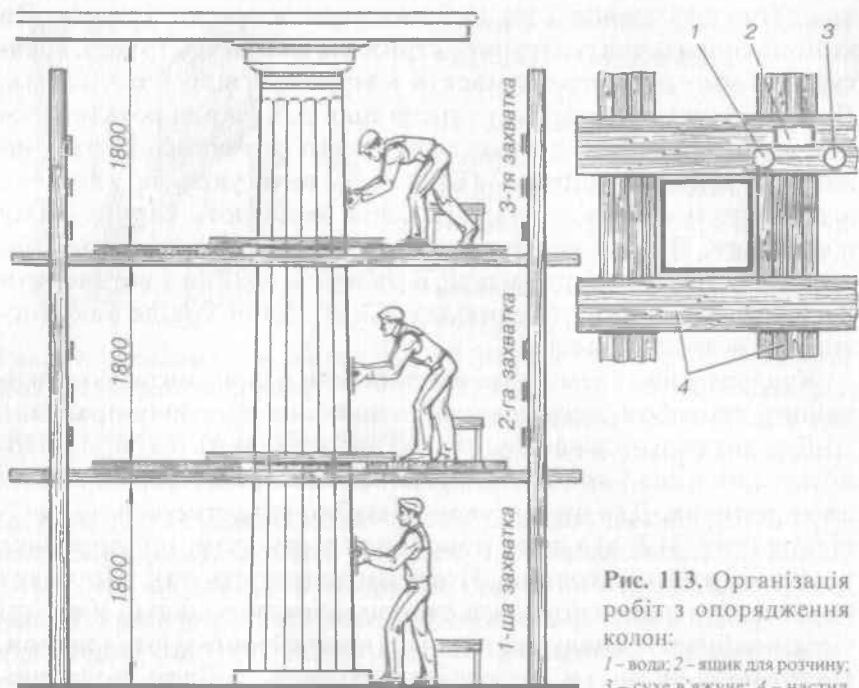 1 2 3
1800
3-тя захватка
1800
2-га захватка
4
1800
1-ша захватка
Рис. 113. Організація
робіт з опорядження
колон:
1 – вода; 2 – ящик для розчину;